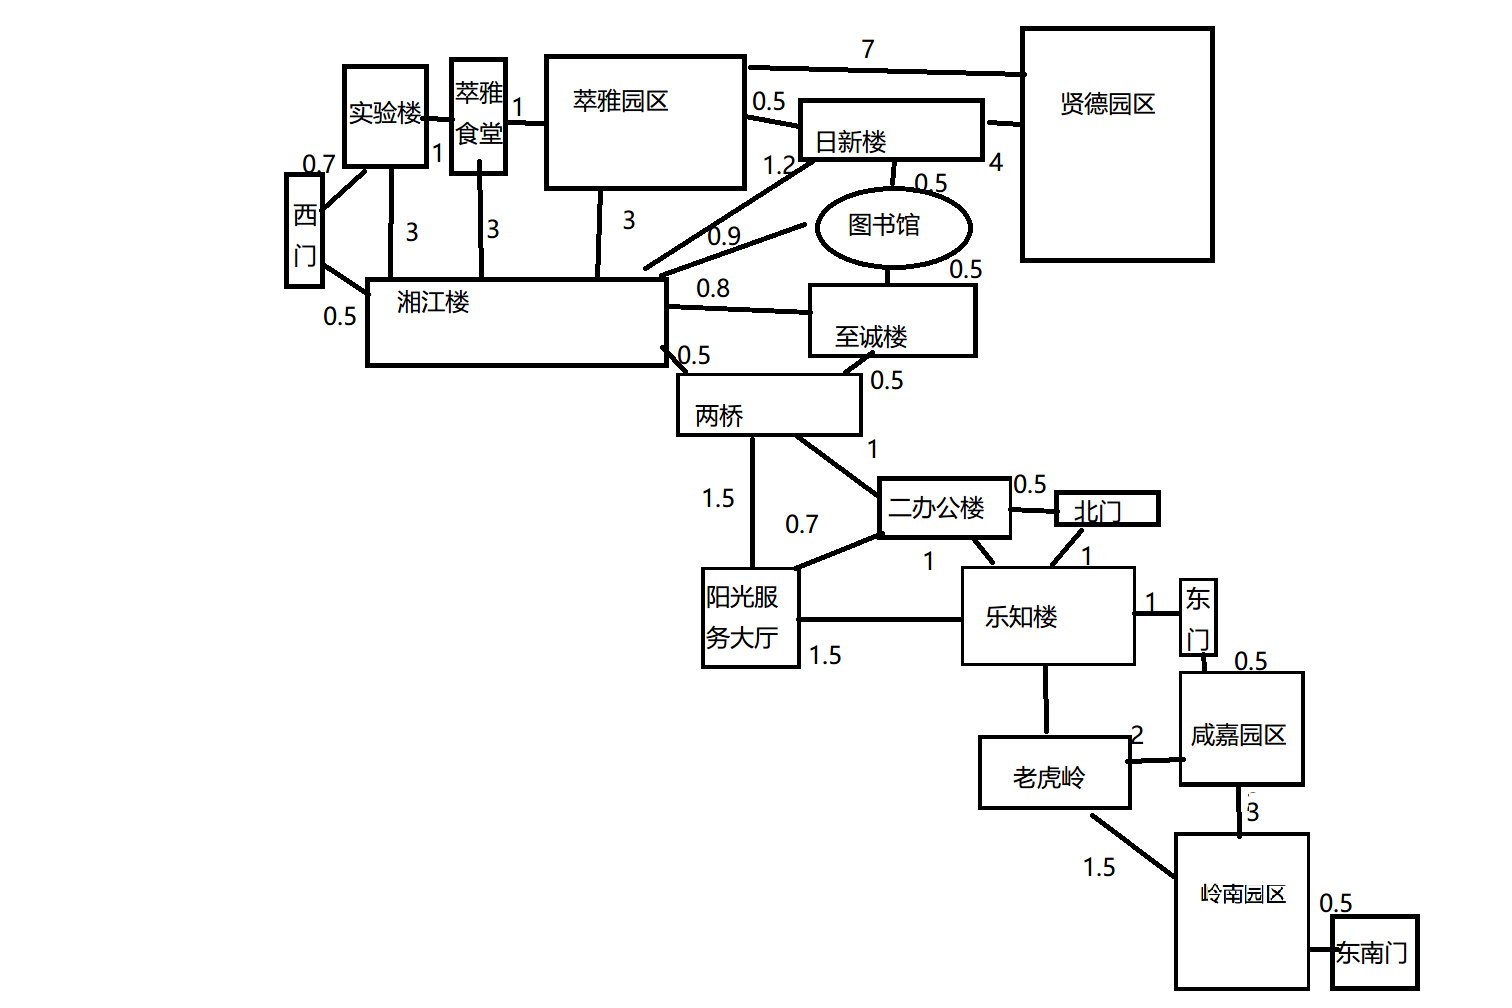 7
实验楼
萃雅
食堂
1
萃雅园区
0.5
日新楼
贤德园区
0.7
1
1.2
4
西
门
3
3
3
0.5
图书馆
0.9
0.5
0.5
湘江楼
0.8
至诚楼
0.5
0.5
两桥
1
1.5
0.7
二办公楼
0.5
北门
1
1
阳光服
务大厅
1.5
乐知楼
1
东
门
0.5
老虎岭
2
咸嘉园区
3
1.5
岭南园区
0.5
东南门